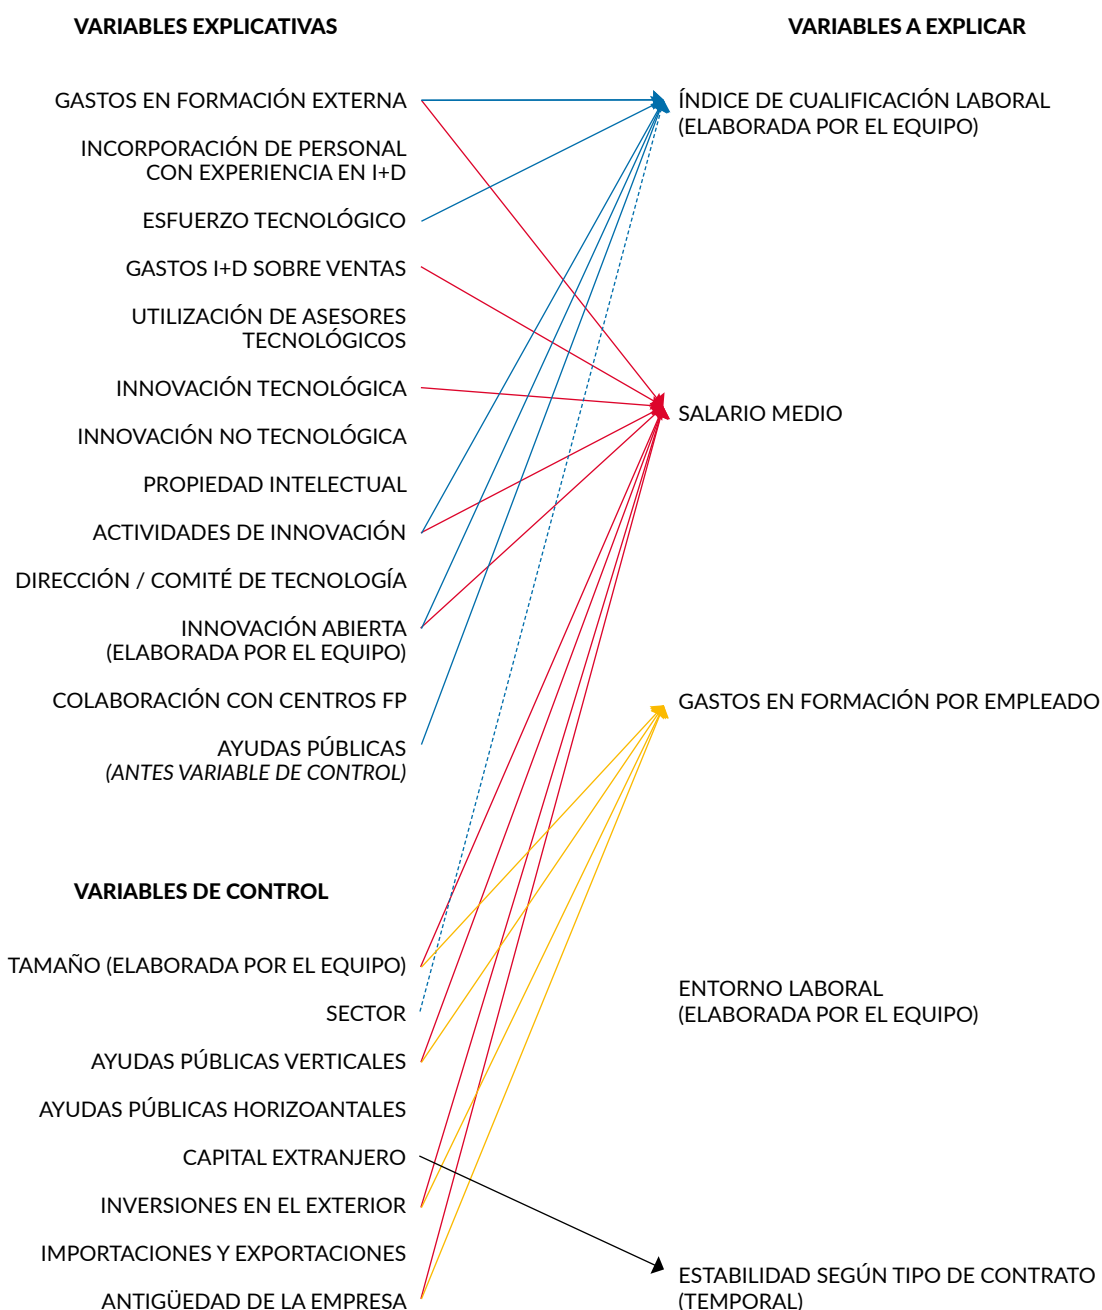 VARIABLES EXPLICATIVAS
GASTOS EN FORMACIÓN EXTERNA
INCORPORACIÓN DE PERSONAL
CON EXPERIENCIA EN I+D
ESFUERZO TECNOLÓGICO
GASTOS I+D SOBRE VENTAS
UTILIZACIÓN DE ASESORES
TECNOLÓGICOS
INNOVACIÓN TECNOLÓGICA
INNOVACIÓN NO TECNOLÓGICA
PROPIEDAD INTELECTUAL
ACTIVIDADES DE INNOVACIÓN
DIRECCIÓN / COMITÉ DE TECNOLOGÍA
INNOVACIÓN ABIERTA
(ELABORADA POR EL EQUIPO)
COLABORACIÓN CON CENTROS FP
AYUDAS PÚBLICAS
(ANTES VARIABLE DE CONTROL)
VARIABLES DE CONTROL
TAMAÑO (ELABORADA POR EL EQUIPO)
SECTOR
AYUDAS PÚBLICAS VERTICALES
AYUDAS PÚBLICAS HORIZOANTALES
CAPITAL EXTRANJERO
INVERSIONES EN EL EXTERIOR
IMPORTACIONES Y EXPORTACIONES
ANTIGÜEDAD DE LA EMPRESA
VARIABLES A EXPLICAR
ÍNDICE DE CUALIFICACIÓN LABORAL
(ELABORADA POR EL EQUIPO)
SALARIO MEDIO
GASTOS EN FORMACIÓN POR EMPLEADO
ENTORNO LABORAL
(ELABORADA POR EL EQUIPO)
ESTABILIDAD SEGÚN TIPO DE CONTRATO
(TEMPORAL)